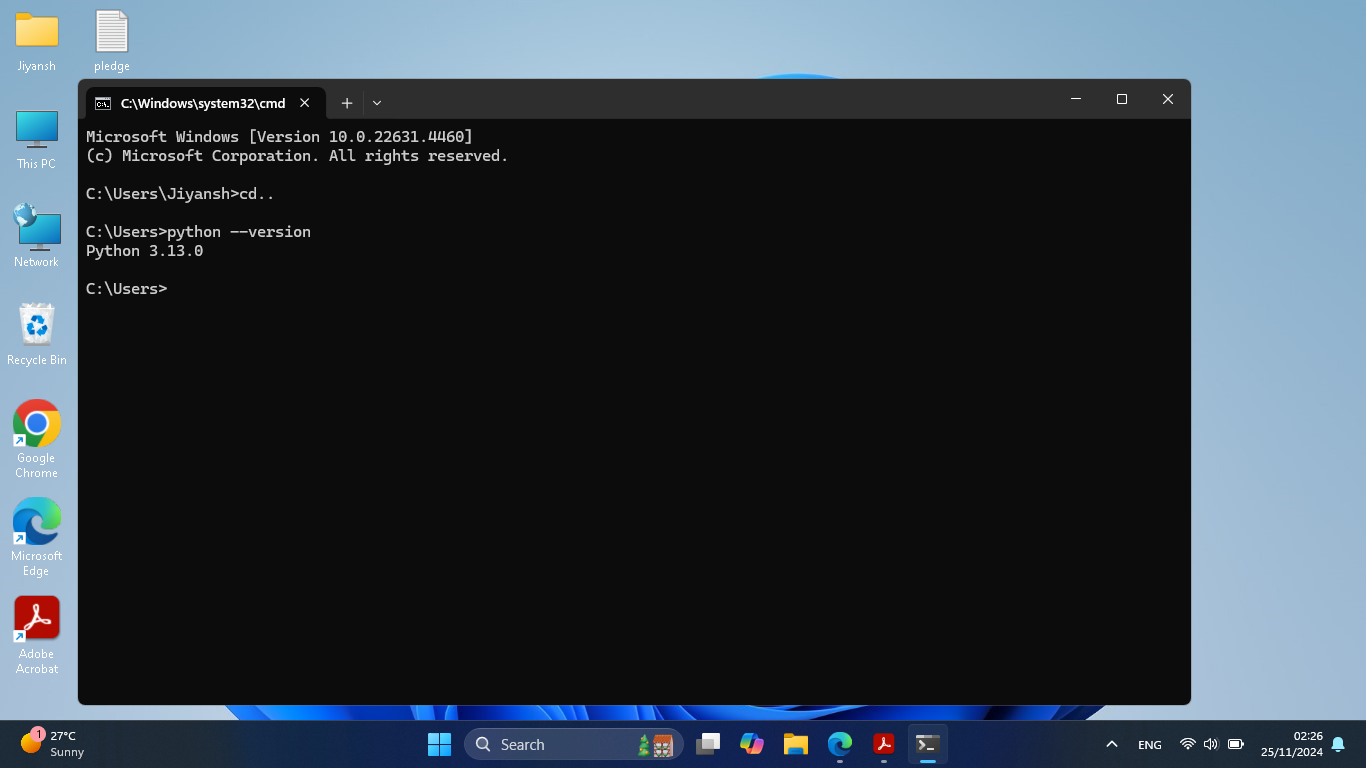 Jiyansh
pledge
This PC
Network
Recycle Bin
Google
Chrome
Microsoft
Edge
Adobe
Acrobat
C:\Windows\system32\cmd
Microsoft Windows [Version 10.0.22631.4460]
(c) Microsoft Corporation. All rights reserved.
C:\Users\Jiyansh>cd..
C:\Users>python --version
Python 3.13.0
C:\Users>
1
27°C
Sunny
Search
ENG
02:26
25/11/2024